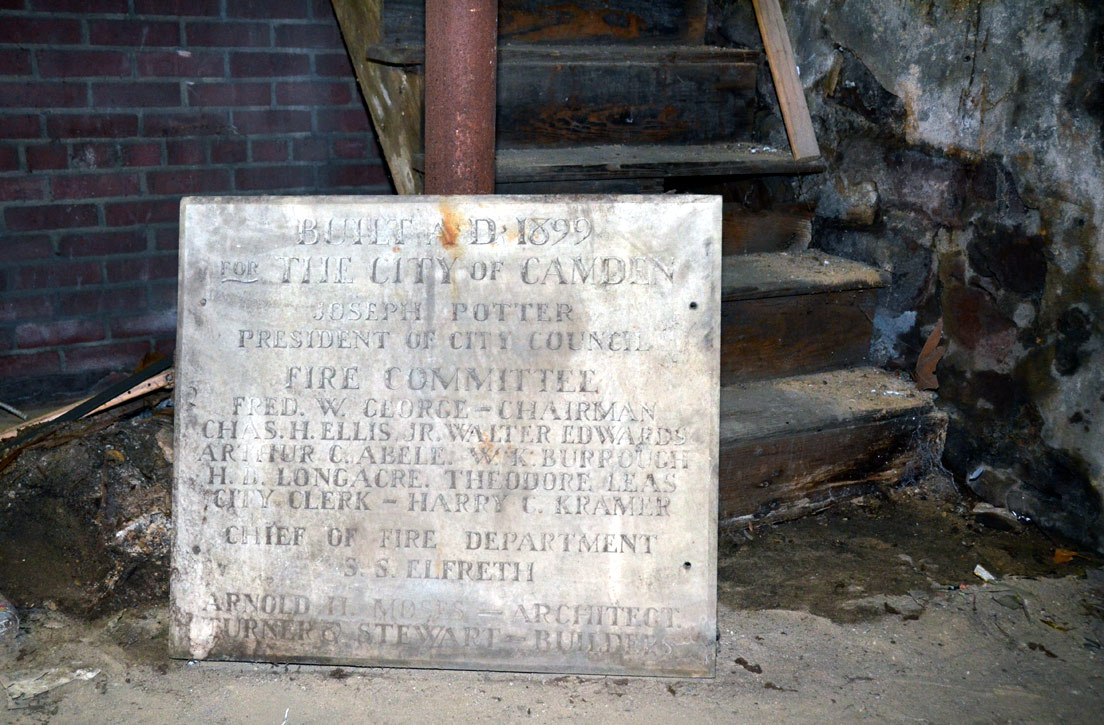 BUILT A.D. 1899
FOR THE CITY OF CAMDEN
JOSEPH POTTER
PRESIDENT OF CITY COUNCIL
FIRE COMMITTEE
FRED. W. GEORGE – CHAIRMAN
CHAS. H. ELLIS JR. WALTER EDWARDS
ARTHUR C. ABELE. W. K. BURROUGH
H. B. LONGACRE. THEODORE LEAS
CITY CLERK – HARRY C. KRAMER
CHIEF OF FIRE DEPARTMENT
S. S. ELFRETH
ARNOLD H. MOSES – ARCHITECT
TURNER & STEWART – BUILDERS